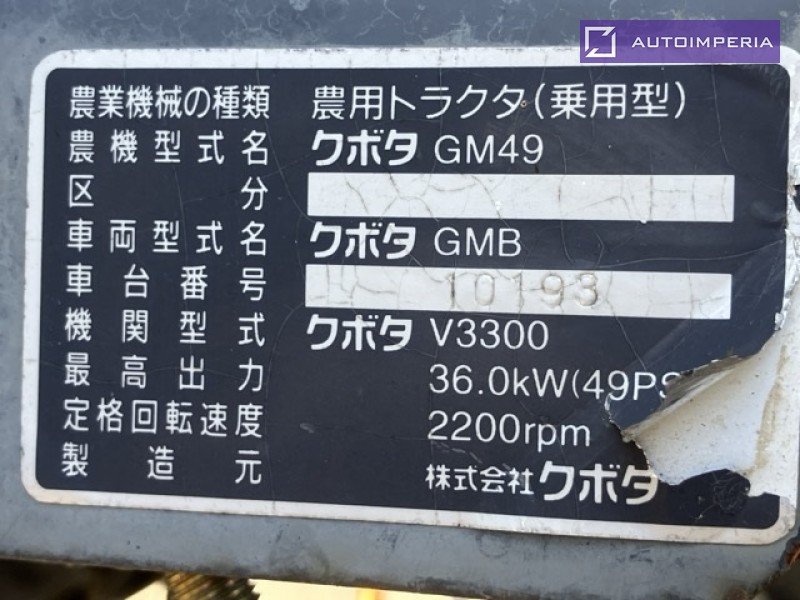 AUTOIMPERIA
農業機械の種類 農用トラクタ(乗用型)
農機型式名 クボタ GM49
区分
車両型式名 クボタ GMB
車台番号 10193
機関型式 クボタ V3300
最高出力 36.0kW(49PS
定格回転速度 2200rpm
製造元 株式会社クボタ